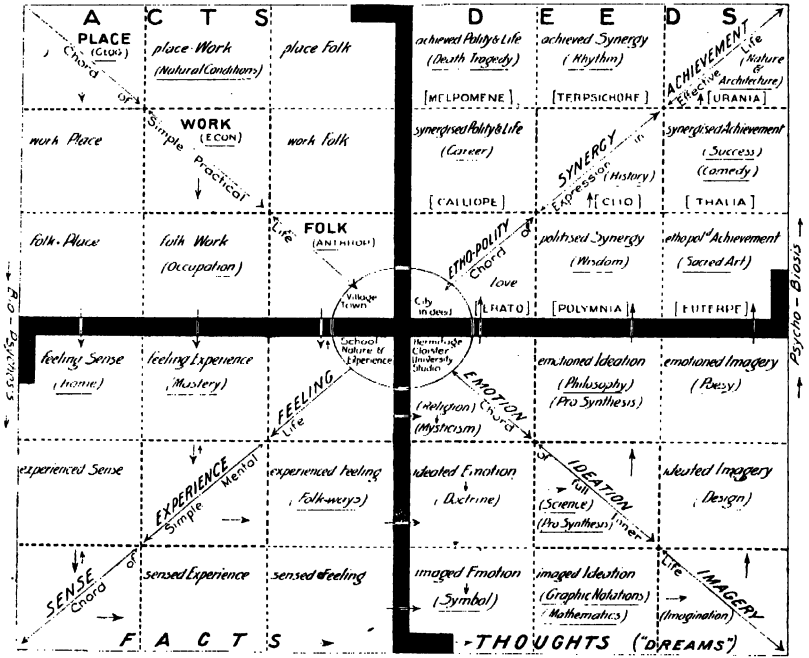 A C T S
D E E D S
PLACE
(GEOG)
Chord of
place-Work
(Natural Conditions)
place Folk
achieved Polity & Life
(Death Tragedy)
[MELPOMENE]
achieved Synergy
(Rhythm)
[TERPSICHORE]
ACHIEVEMENT
Effective Life
(Nature & Architecture)
[URANIA]
work Place
WORK
(ECON)
Simple Practical
work Folk
synergised Polity & Life
(Career)
[CALLIOPE]
SYNERGY
Expression in
(History)
[CLIO]
synergised Achievement
(Success)
(Comedy)
[THALIA]
Folk-Place
folk Work
(Occupation)
FOLK
(ANTHROP)
Life
ETHO-POLITY
Chord of
love
[ERATO]
politised Synergy
(Wisdom)
[POLYMNIA]
ethopol<sup>d</sup> Achievement
(Sacred Art)
[EUTERPE]
Village
Town
City
in deed
Bio-Psychosis
Psycho-Biosis
School
Nature &
Experience
Hermitage
Cloister
University
Studio
feeling Sense
(Home)
feeling Experience
(Mastery)
FEELING
Life
(Religion)
(Mysticism)
EMOTION
Chord
emotioned Ideation
(Philosophy)
(Pro Synthesis)
emotioned Imagery
(Poesy)
experienced Sense
EXPERIENCE
Simple Mental
experienced Feeling
(Folk-ways)
ideated Emotion
(Doctrine)
of
IDEATION
full Inner
(Science)
(Pro Synthesis)
ideated Imagery
(Design)
SENSE
Chord of
sensed Experience
sensed Feeling
imaged Emotion
(Symbol)
imaged Ideation
(Graphic Notations)
(Mathematics)
Life
IMAGERY
(Imagination)
F A C T S
THOUGHTS ("DREAMS")